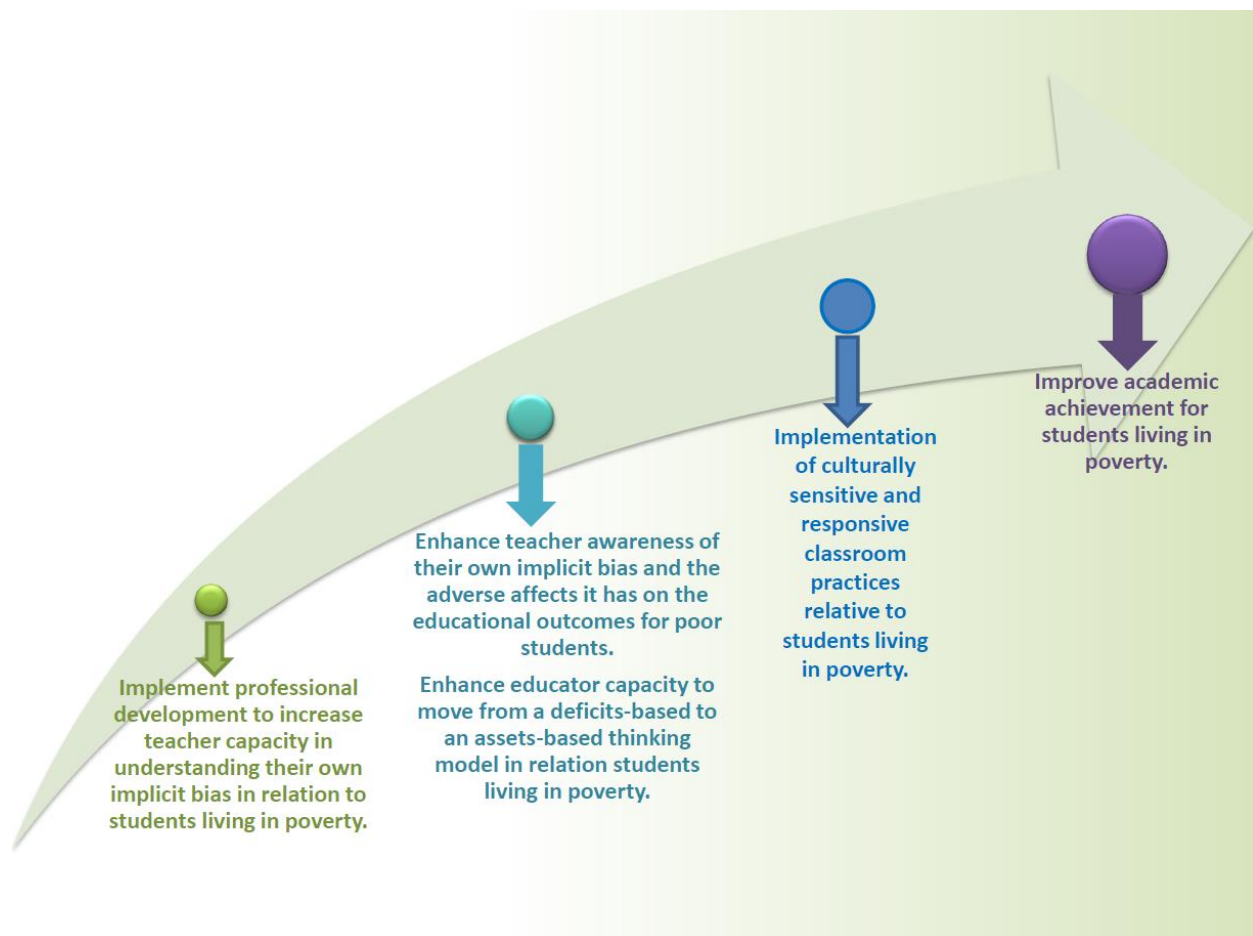 Implement professional
development to increase
teacher capacity in
understanding their own
implicit bias in relation to
students living in poverty.
Enhance teacher awareness of
their own implicit bias and the
adverse affects it has on the
educational outcomes for poor
students.
Enhance educator capacity to
move from a deficits-based to
an assets-based thinking
model in relation students
living in poverty.
Implementation
of culturally
sensitive and
responsive
classroom
practices
relative to
students living
in poverty.
Improve academic
achievement for
students living in
poverty.